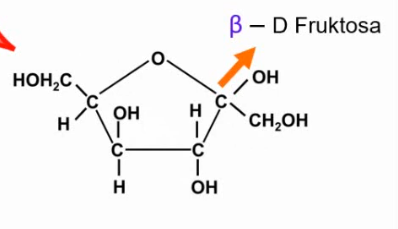 β – D Fruktosa
O
HOH₂C OH
C C
OH H CH₂OH
H
C C
H OH